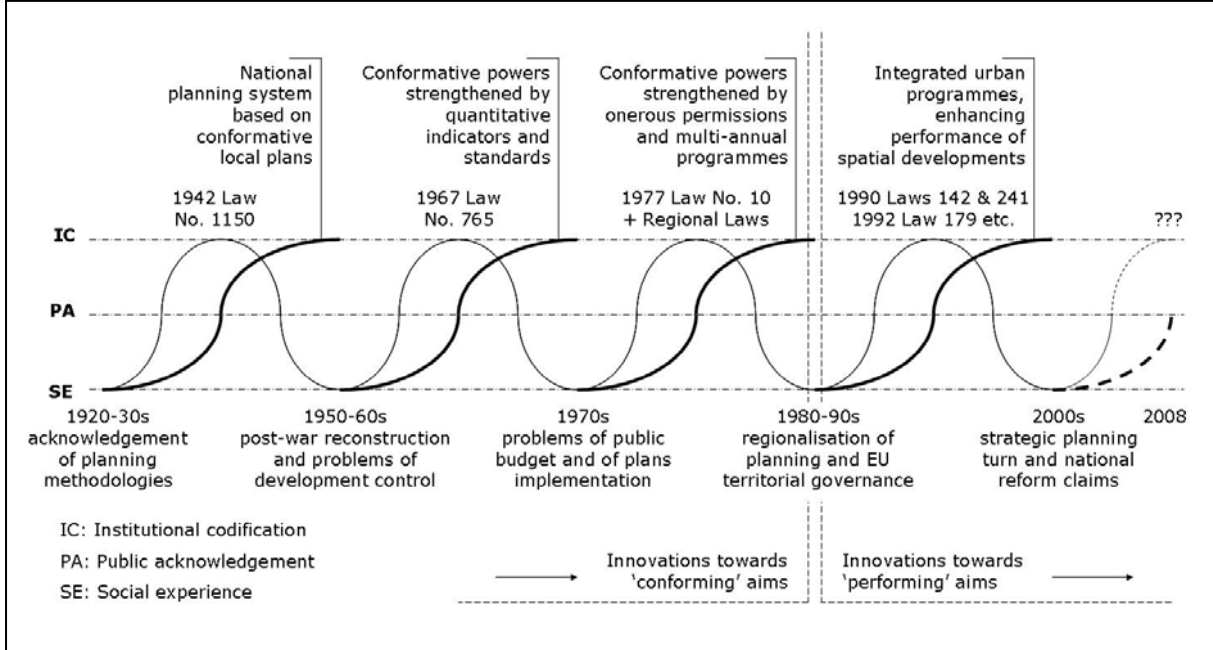 National
planning system
based on
conformative
local plans
1942 Law
No. 1150
Conformative powers
strengthened by
quantitative
indicators and
standards
1967 Law
No. 765
Conformative powers
strengthened by
onerous permissions
and multi-annual
programmes
1977 Law No. 10
+ Regional Laws
Integrated urban
programmes,
enhancing
performance of
spatial developments
1990 Laws 142 & 241
1992 Law 179 etc.
???
IC
PA
SE
1920-30s
acknowledgement
of planning
methodologies
1950-60s
post-war reconstruction
and problems of
development control
1970s
problems of public
budget and of plans
implementation
1980-90s
regionalisation of
planning and EU
territorial governance
2000s
strategic planning
turn and national
reform claims
2008
IC: Institutional codification
PA: Public acknowledgement
SE: Social experience
Innovations towards
'conforming' aims
Innovations towards
'performing' aims